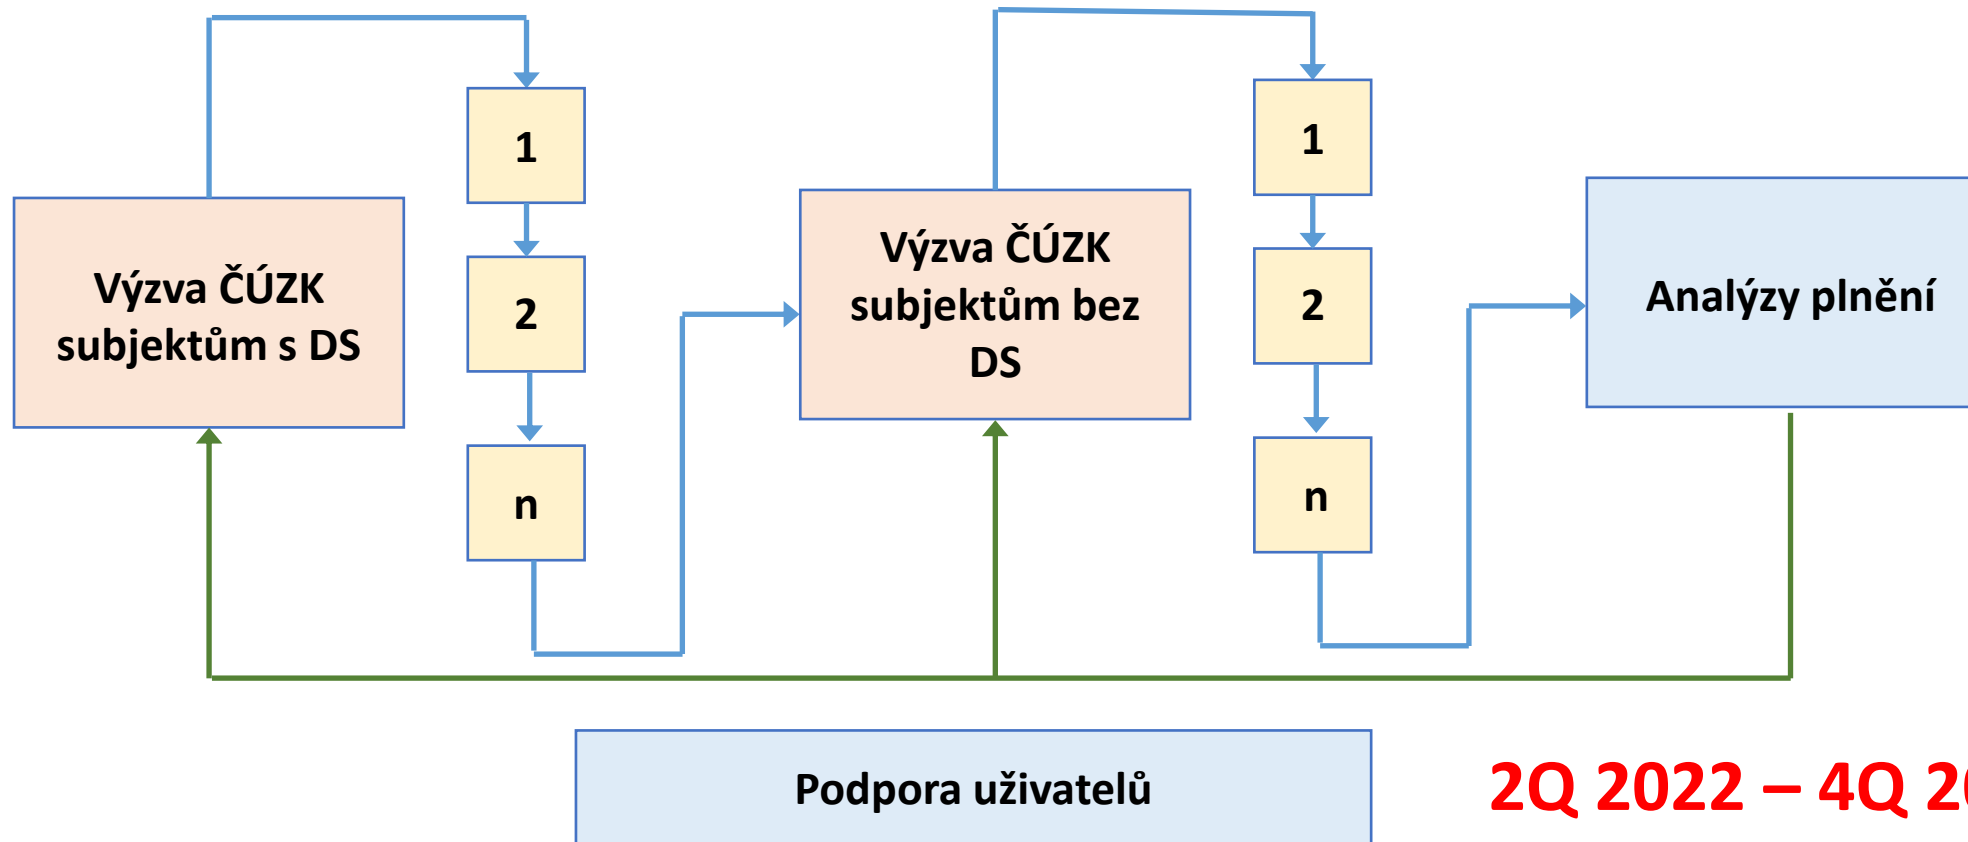 1
2
n
Výzva ČÚZK
subjektům s DS
Výzva ČÚZK
subjektům bez
DS
1
2
n
Analýzy plnění
Podpora uživatelů
2Q 2022 – 4Q